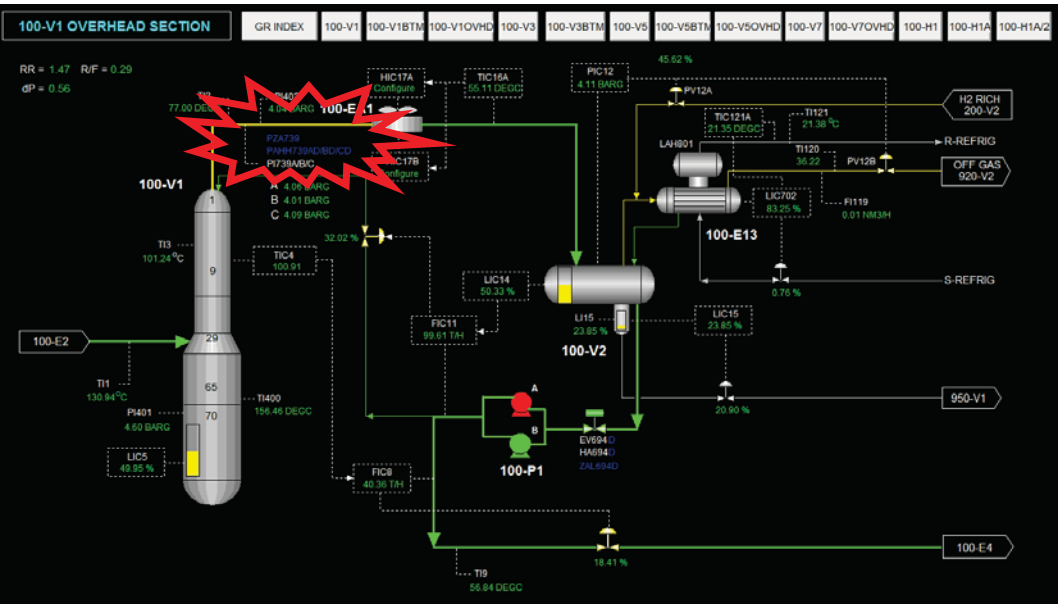 100-V1 OVERHEAD SECTION
GR INDEX
100-V1
100-V1BTM
100-V1OVHD
100-V3
100-V3BTM
100-V5
100-V5BTM
100-V5OVHD
100-V7
100-V7OVHD
100-H1
100-H1A
100-H1A/2
RR = 1.47 R/F = 0.29
dP = 0.56
77.00 DEGC
4.04 BARG
HIC17A
Configure
TIC16A
55.11 DEGC
PIC12
4.11 BARG
45.62 %
PV12A
H2 RICH
200-V2
TIC121A
21.35 DEGC
TI121
21.38 °C
LAH801
TI120
36.22
PV12B
R-REFRIG
OFF GAS
920-V2
PZA739
PAHH739AD/BD/CD
PI739A/B/C
A 4.06 BARG
B 4.01 BARG
C 4.09 BARG
100-V1
1
LIC702
83.25 %
FI119
0.01 NM3/H
100-E13
TI3
101.24 °C
9
TIC4
100.91
32.02 %
LIC14
50.33 %
0.76 %
S-REFRIG
FIC11
99.61 T/H
LI15
23.85 %
LIC15
23.85 %
100-V2
100-E2
29
TI1
130.94 °C
65
TI400
156.46 DEGC
70
PI401
4.60 BARG
LIC5
49.95 %
A
B
100-P1
EV694D
HA694D
ZAL694D
20.90 %
950-V1
FIC8
40.36 T/H
18.41 %
100-E4
TI9
56.84 DEGC